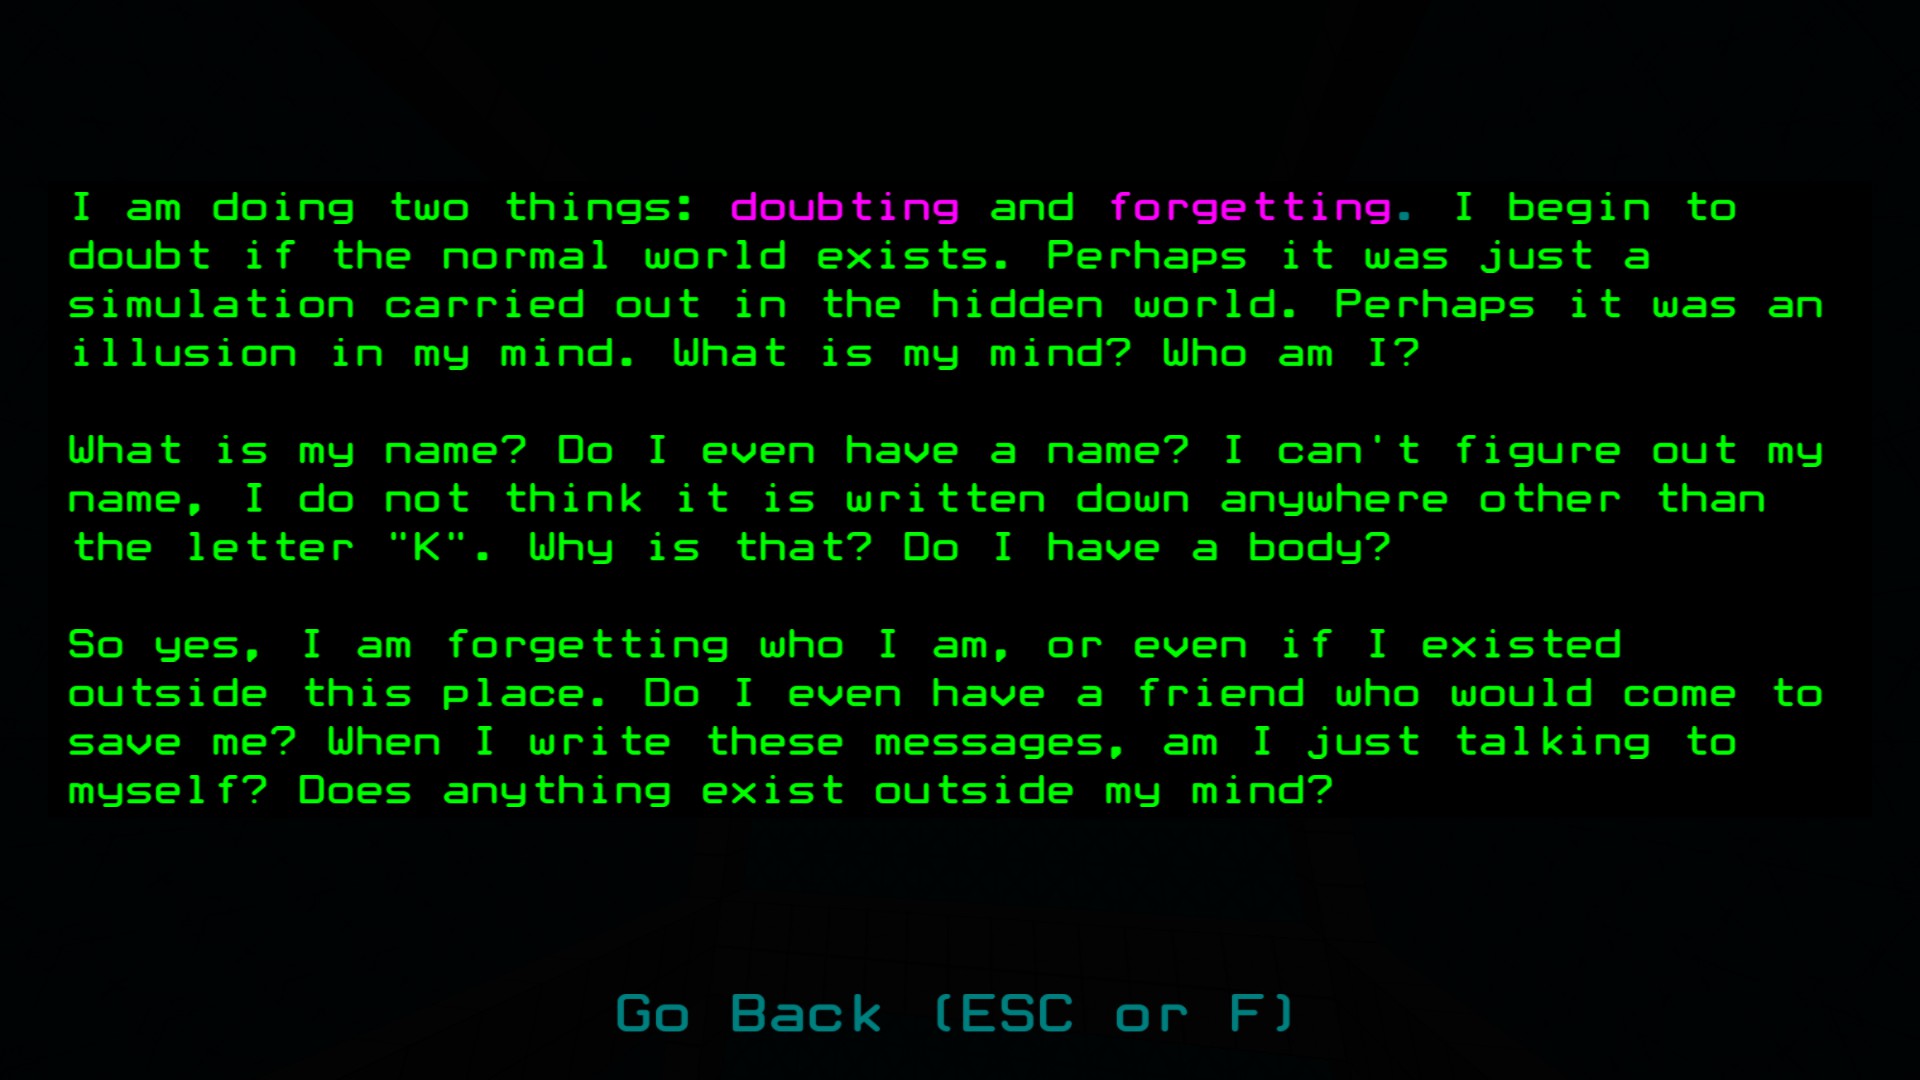 I am doing two things: doubting and forgetting. I begin to
doubt if the normal world exists. Perhaps it was just a
simulation carried out in the hidden world. Perhaps it was an
illusion in my mind. What is my mind? Who am I?
What is my name? Do I even have a name? I can't figure out my
name, I do not think it is written down anywhere other than
the letter "K". Why is that? Do I have a body?
So yes, I am forgetting who I am, or even if I existed
outside this place. Do I even have a friend who would come to
save me? When I write these messages, am I just talking to
myself? Does anything exist outside my mind?
Go Back (ESC or F)